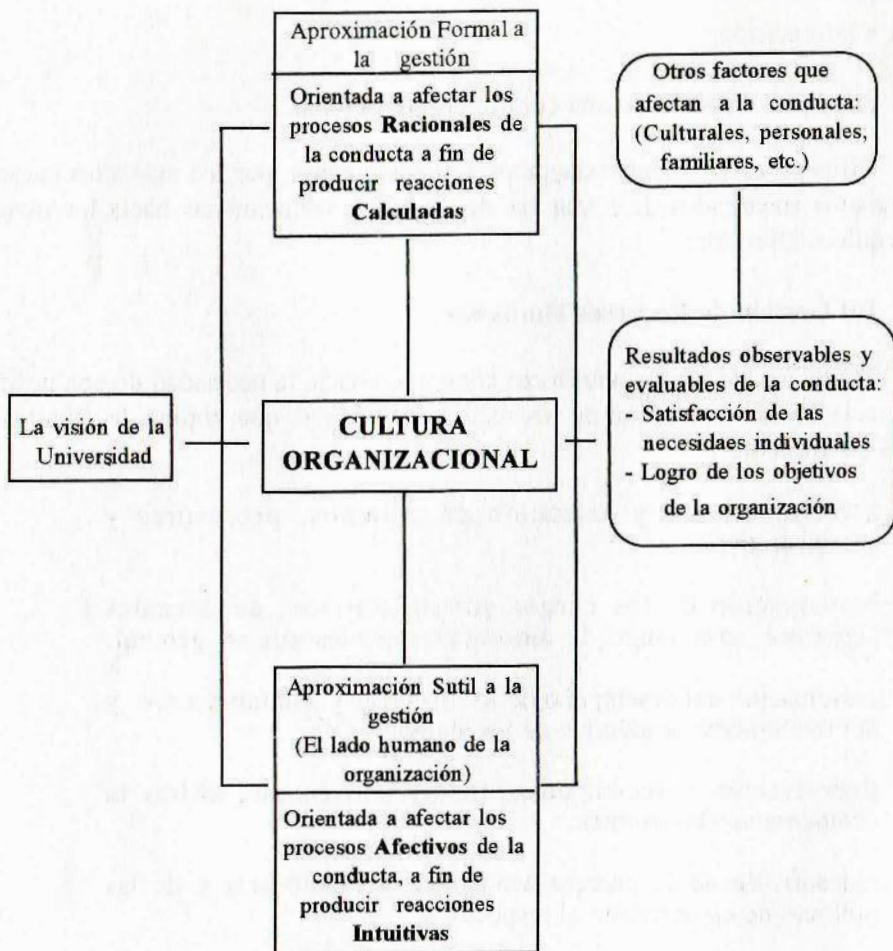 Aproximación Formal a
la gestión
Orientada a afectar los
procesos Racionales de
la conducta a fin de
producir reacciones
Calculadas
Otros factores que
afectan a la conducta:
(Culturales, personales,
familiares, etc.)
La visión de la
Universidad
CULTURA
ORGANIZACIONAL
Resultados observables y
evaluables de la conducta:
- Satisfacción de las
necesidaes individuales
- Logro de los objetivos
de la organización
Aproximación Sutil a la
gestión
(El lado humano de la
organización)
Orientada a afectar los
procesos Afectivos de la
conducta, a fin de
producir reacciones
Intuitivas